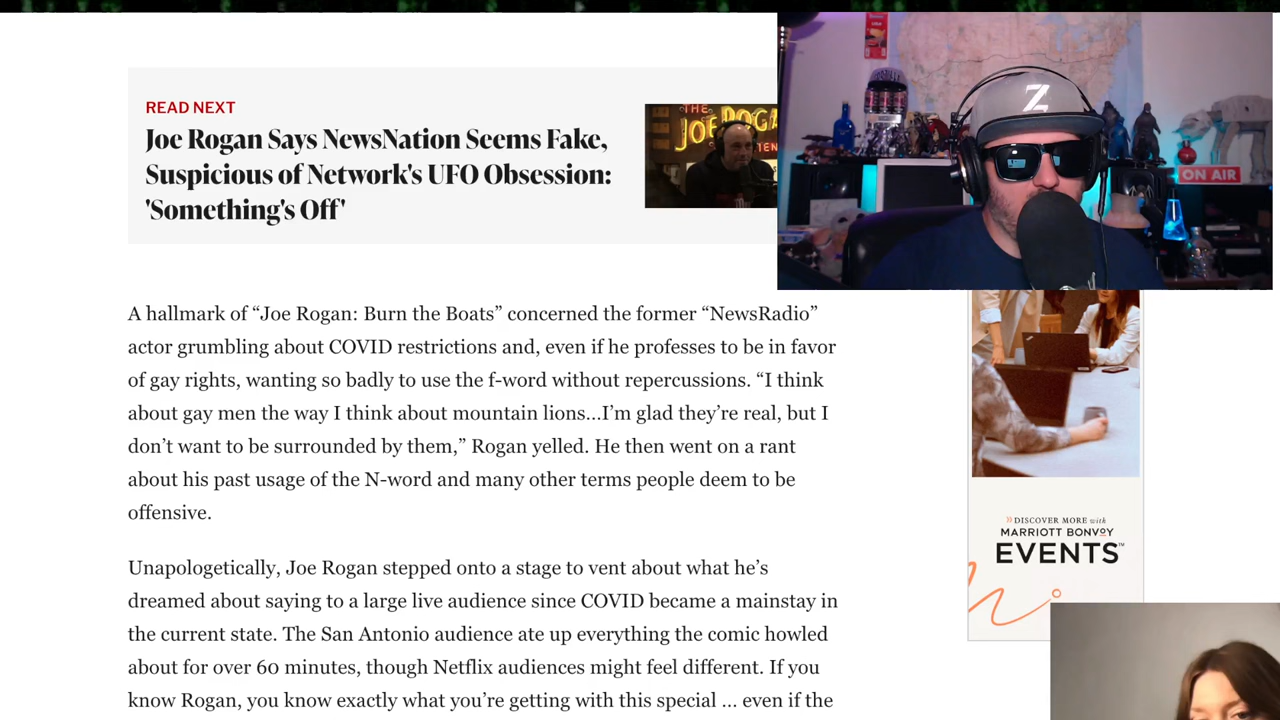 READ NEXT
Joe Rogan Says NewsNation Seems Fake,
Suspicious of Network's UFO Obsession:
'Something's Off'
THE
JOE ROGA
TEN
Z
ON AIR
A hallmark of “Joe Rogan: Burn the Boats” concerned the former “NewsRadio”
actor grumbling about COVID restrictions and, even if he professes to be in favor
of gay rights, wanting so badly to use the f-word without repercussions. “I think
about gay men the way I think about mountain lions…I’m glad they’re real, but I
don’t want to be surrounded by them,” Rogan yelled. He then went on a rant
about his past usage of the N-word and many other terms people deem to be
offensive.
Unapologetically, Joe Rogan stepped onto a stage to vent about what he’s
dreamed about saying to a large live audience since COVID became a mainstay in
the current state. The San Antonio audience ate up everything the comic howled
about for over 60 minutes, though Netflix audiences might feel different. If you
know Rogan, you know exactly what you’re getting with this special … even if the
» DISCOVER MORE with
MARRIOTT BONVOY
EVENTS™